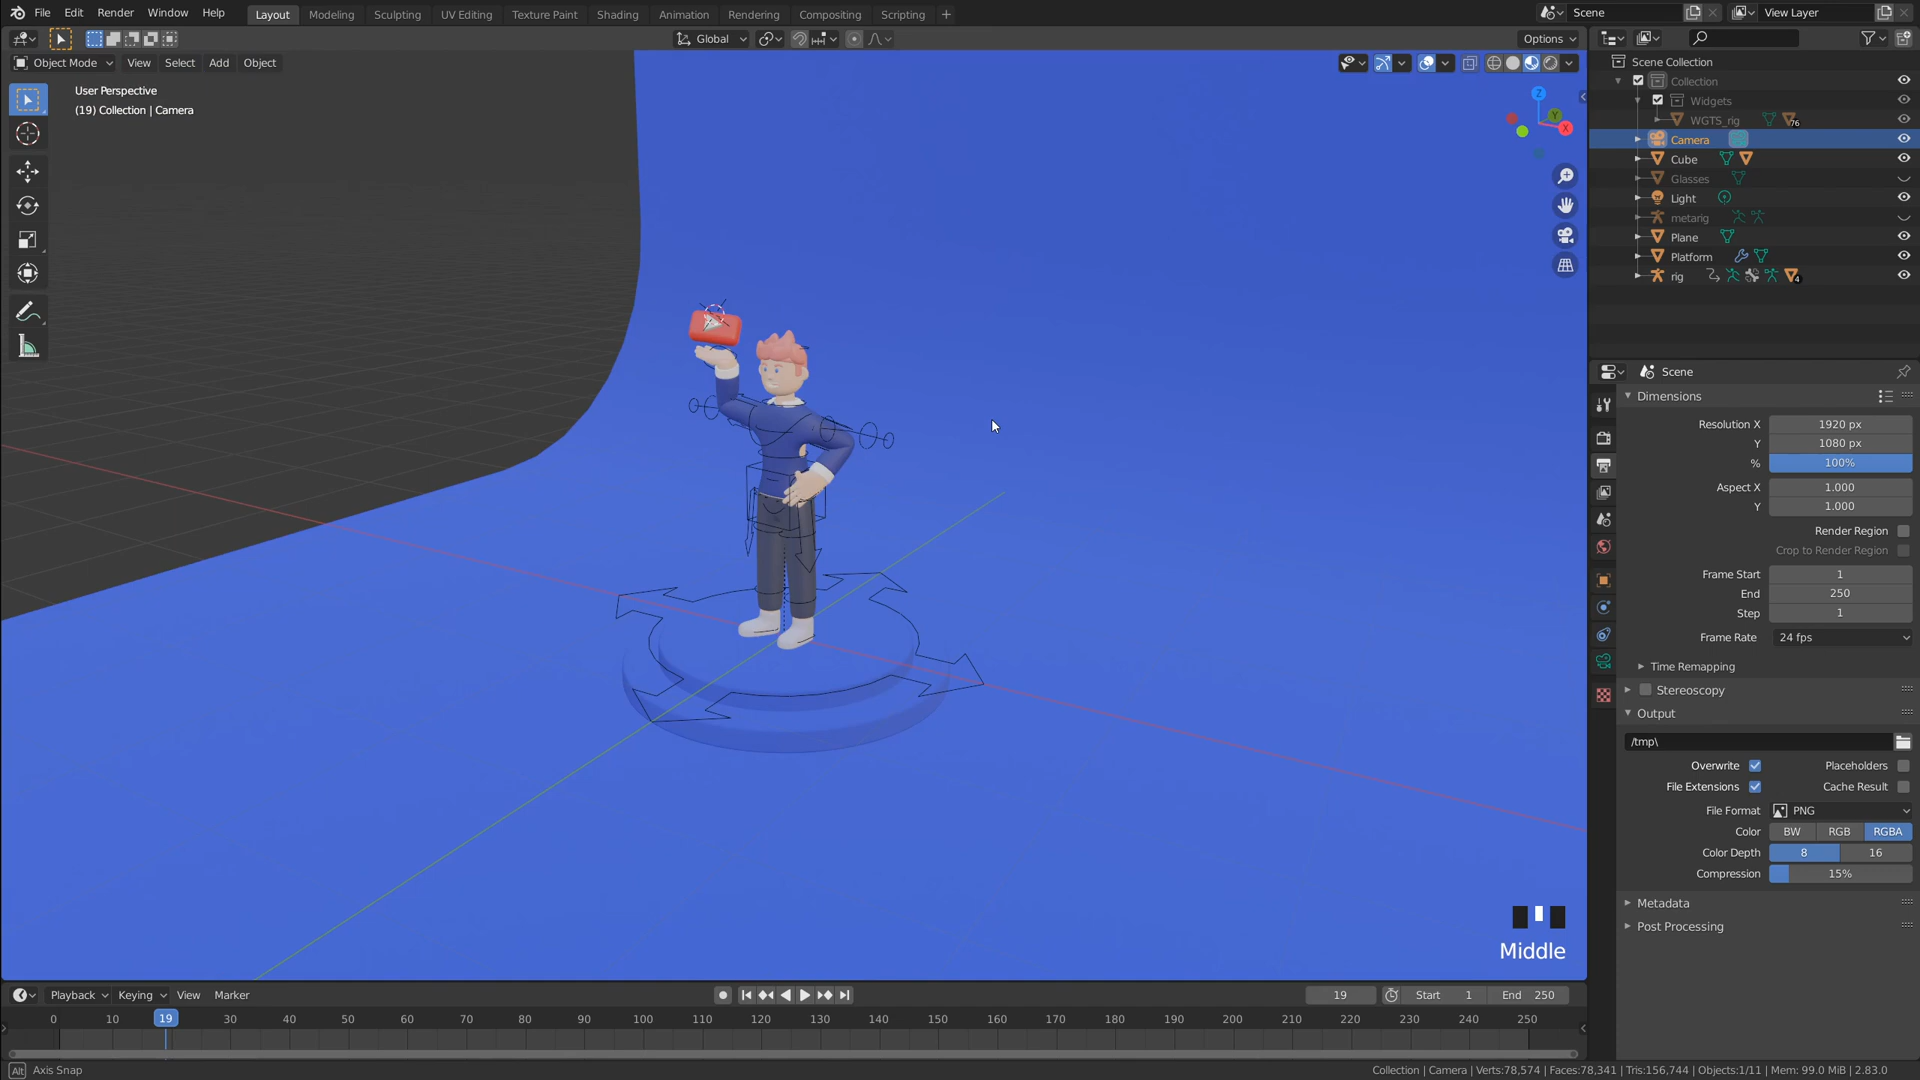 File Edit Render Window Help Layout Modeling Sculpting UV Editing Texture Paint Shading Animation Rendering Compositing Scripting + Scene View Layer
Global Options
Object Mode View Select Add Object
User Perspective
(19) Collection | Camera
Z
Y
X
Scene Collection
Collection
Widgets
WGTS_rig 76
Camera
Cube
Glasses
Light
metarig
Plane
Platform
rig 4
Scene
Dimensions
Resolution X 1920 px
Y 1080 px
% 100%
Aspect X 1.000
Y 1.000
Render Region
Crop to Render Region
Frame Start 1
End 250
Step 1
Frame Rate 24 fps
Time Remapping
Stereoscopy
Output
/tmp\
Overwrite Placeholders
File Extensions Cache Result
File Format PNG
Color BW RGB RGBA
Color Depth 8 16
Compression 15%
Metadata
Post Processing
Middle
Playback Keying View Marker 19 Start 1 End 250
0 10 19 30 40 50 60 70 80 90 100 110 120 130 140 150 160 170 180 190 200 210 220 230 240 250
Alt Axis Snap
Collection | Camera | Verts:78,574 | Faces:78,341 | Tris:156,744 | Objects:1/11 | Mem: 99.0 MiB | 2.83.0